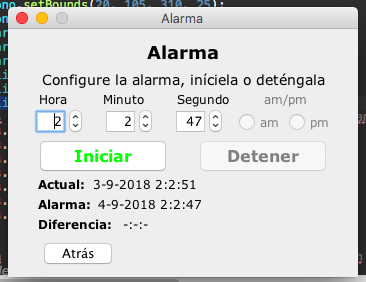 ono.setBounds(20, 105, 310, 25);
Alarma
Alarma
Configure la alarma, iníciela o deténgala
Hora Minuto Segundo am/pm
2 2 47 am pm
Iniciar Detener
Actual: 3-9-2018 2:2:51
Alarma: 4-9-2018 2:2:47
Diferencia: -:-:-
Atrás